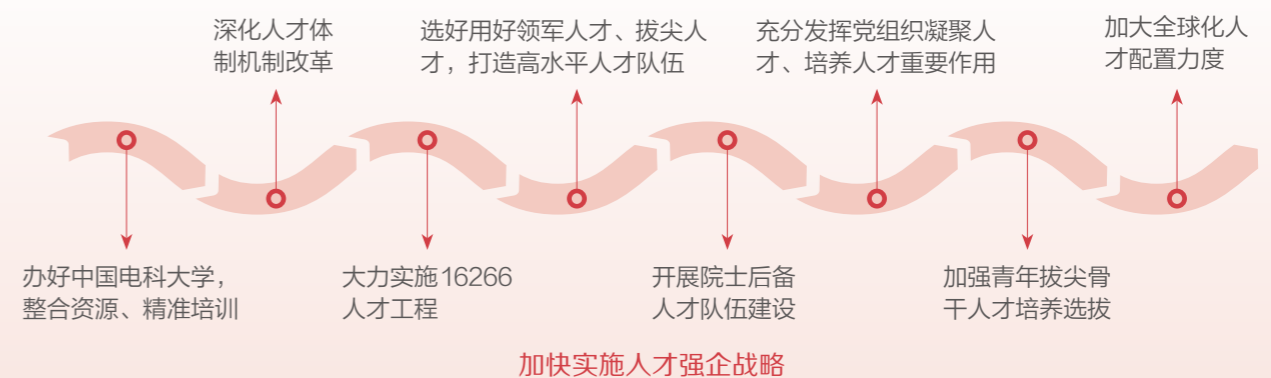 深化人才体
制机制改革
选好用好领军人才、拔尖人
才，打造高水平人才队伍
充分发挥党组织凝聚人
才、培养人才重要作用
加大全球化人
才配置力度
办好中国电科大学，
整合资源、精准培训
大力实施16266
人才工程
开展院士后备
人才队伍建设
加强青年拔尖骨
干人才培养选拔
加快实施人才强企战略